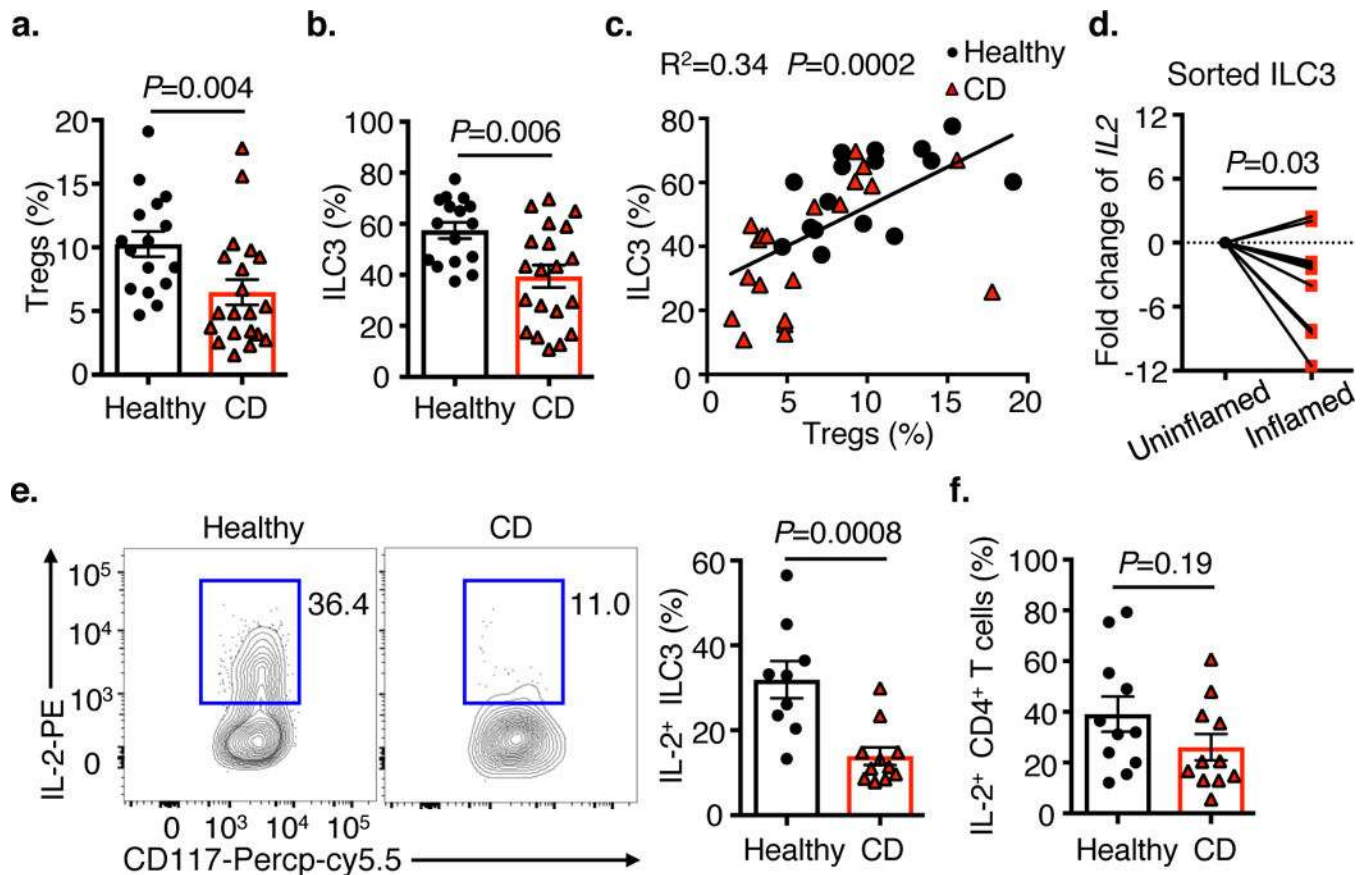 a.
P=0.004
Tregs (%)
20
15
10
5
0
Healthy
CD
b.
P=0.006
ILC3 (%)
100
80
60
40
20
0
Healthy
CD
c.
R²=0.34
P=0.0002
Healthy
CD
ILC3 (%)
80
60
40
20
0
0
5
10
15
20
Tregs (%)
d.
Sorted ILC3
P=0.03
Fold change of IL2
12
6
0
-6
-12
Uninflamed
Inflamed
e.
Healthy
CD
IL-2-PE
10⁵
10⁴
10³
0
36.4
11.0
0
10³
10⁴
10⁵
CD117-Percp-cy5.5
P=0.0008
IL-2⁺ ILC3 (%)
60
40
20
0
Healthy
CD
f.
P=0.19
IL-2⁺ CD4⁺ T cells (%)
100
80
60
40
20
0
Healthy
CD